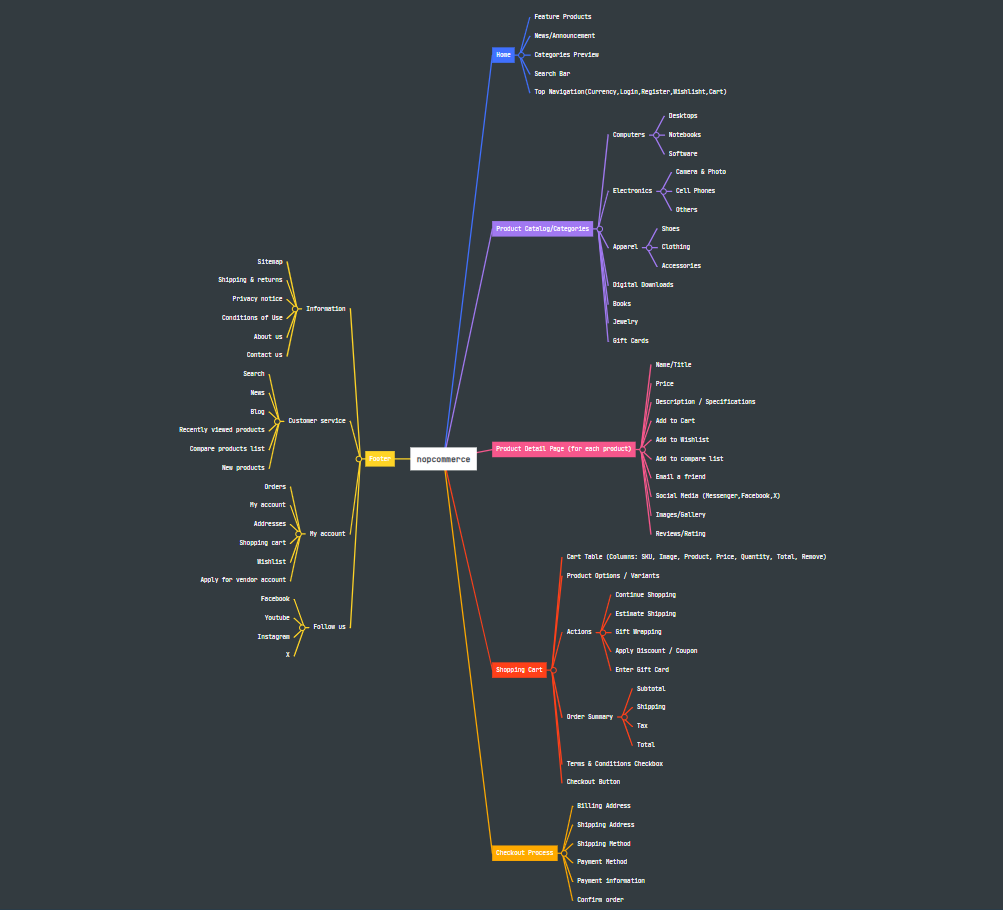 nopcommerce
Home
Feature Products
News/Announcement
Categories Preview
Search Bar
Top Navigation(Currency,Login,Register,Wishlisht,Cart)
Product Catalog/Categories
Computers
Desktops
Notebooks
Software
Electronics
Camera & Photo
Cell Phones
Others
Apparel
Shoes
Clothing
Accessories
Digital Downloads
Books
Jewelry
Gift Cards
Product Detail Page (for each product)
Name/Title
Price
Description / Specifications
Add to Cart
Add to Wishlist
Add to compare list
Email a friend
Social Media (Messenger,Facebook,X)
Images/Gallery
Reviews/Rating
Shopping Cart
Cart Table (Columns: SKU, Image, Product, Price, Quantity, Total, Remove)
Product Options / Variants
Actions
Continue Shopping
Estimate Shipping
Gift Wrapping
Apply Discount / Coupon
Enter Gift Card
Order Summary
Subtotal
Shipping
Tax
Total
Terms & Conditions Checkbox
Checkout Button
Checkout Process
Billing Address
Shipping Address
Shipping Method
Payment Method
Payment information
Confirm order
Footer
Information
Sitemap
Shipping & returns
Privacy notice
Conditions of Use
About us
Contact us
Customer service
Search
News
Blog
Recently viewed products
Compare products list
New products
My account
Orders
My account
Addresses
Shopping cart
Wishlist
Apply for vendor account
Follow us
Facebook
Youtube
Instagram
X